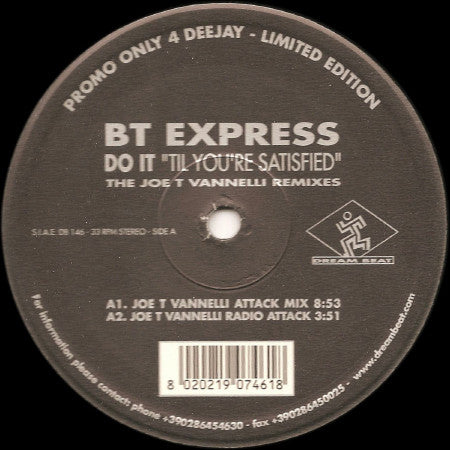 PROMO ONLY 4 DEEJAY - LIMITED EDITION
BT EXPRESS
DO IT "TIL YOU'RE SATISFIED"
THE JOE T VANNELLI REMIXES
S.I.A.E. DB 146 - 33 RPM STEREO - SIDE A
DREAM BEAT
A1. JOE T VANNELLI ATTACK MIX 8:53
A2. JOE T VANNELLI RADIO ATTACK 3:51
8 020219 074618
For information please contact: phone +390286454630 - fax +390286450025 - www.dreambeat.com